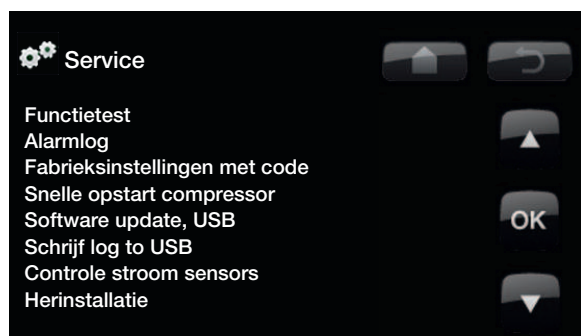 Service
Functietest
Alarmlog
Fabrieksinstellingen met code
Snelle opstart compressor
Software update, USB
Schrijf log to USB
Controle stroom sensors
Herinstallatie
OK